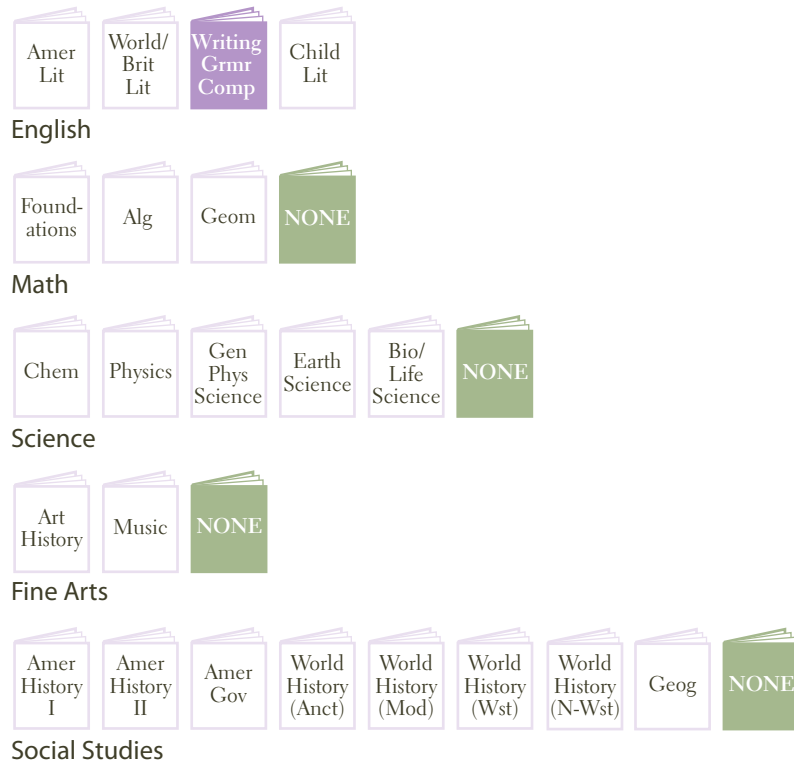 Amer
Lit
World/
Brit
Lit
Writing
Grmr
Comp
Child
Lit
English
Found-
ations
Alg
Geom
NONE
Math
Chem
Physics
Gen
Phys
Science
Earth
Science
Bio/
Life
Science
NONE
Science
Art
History
Music
NONE
Fine Arts
Amer
History
I
Amer
History
II
Amer
Gov
World
History
(Anct)
World
History
(Mod)
World
History
(Wst)
World
History
(N-Wst)
Geog
NONE
Social Studies